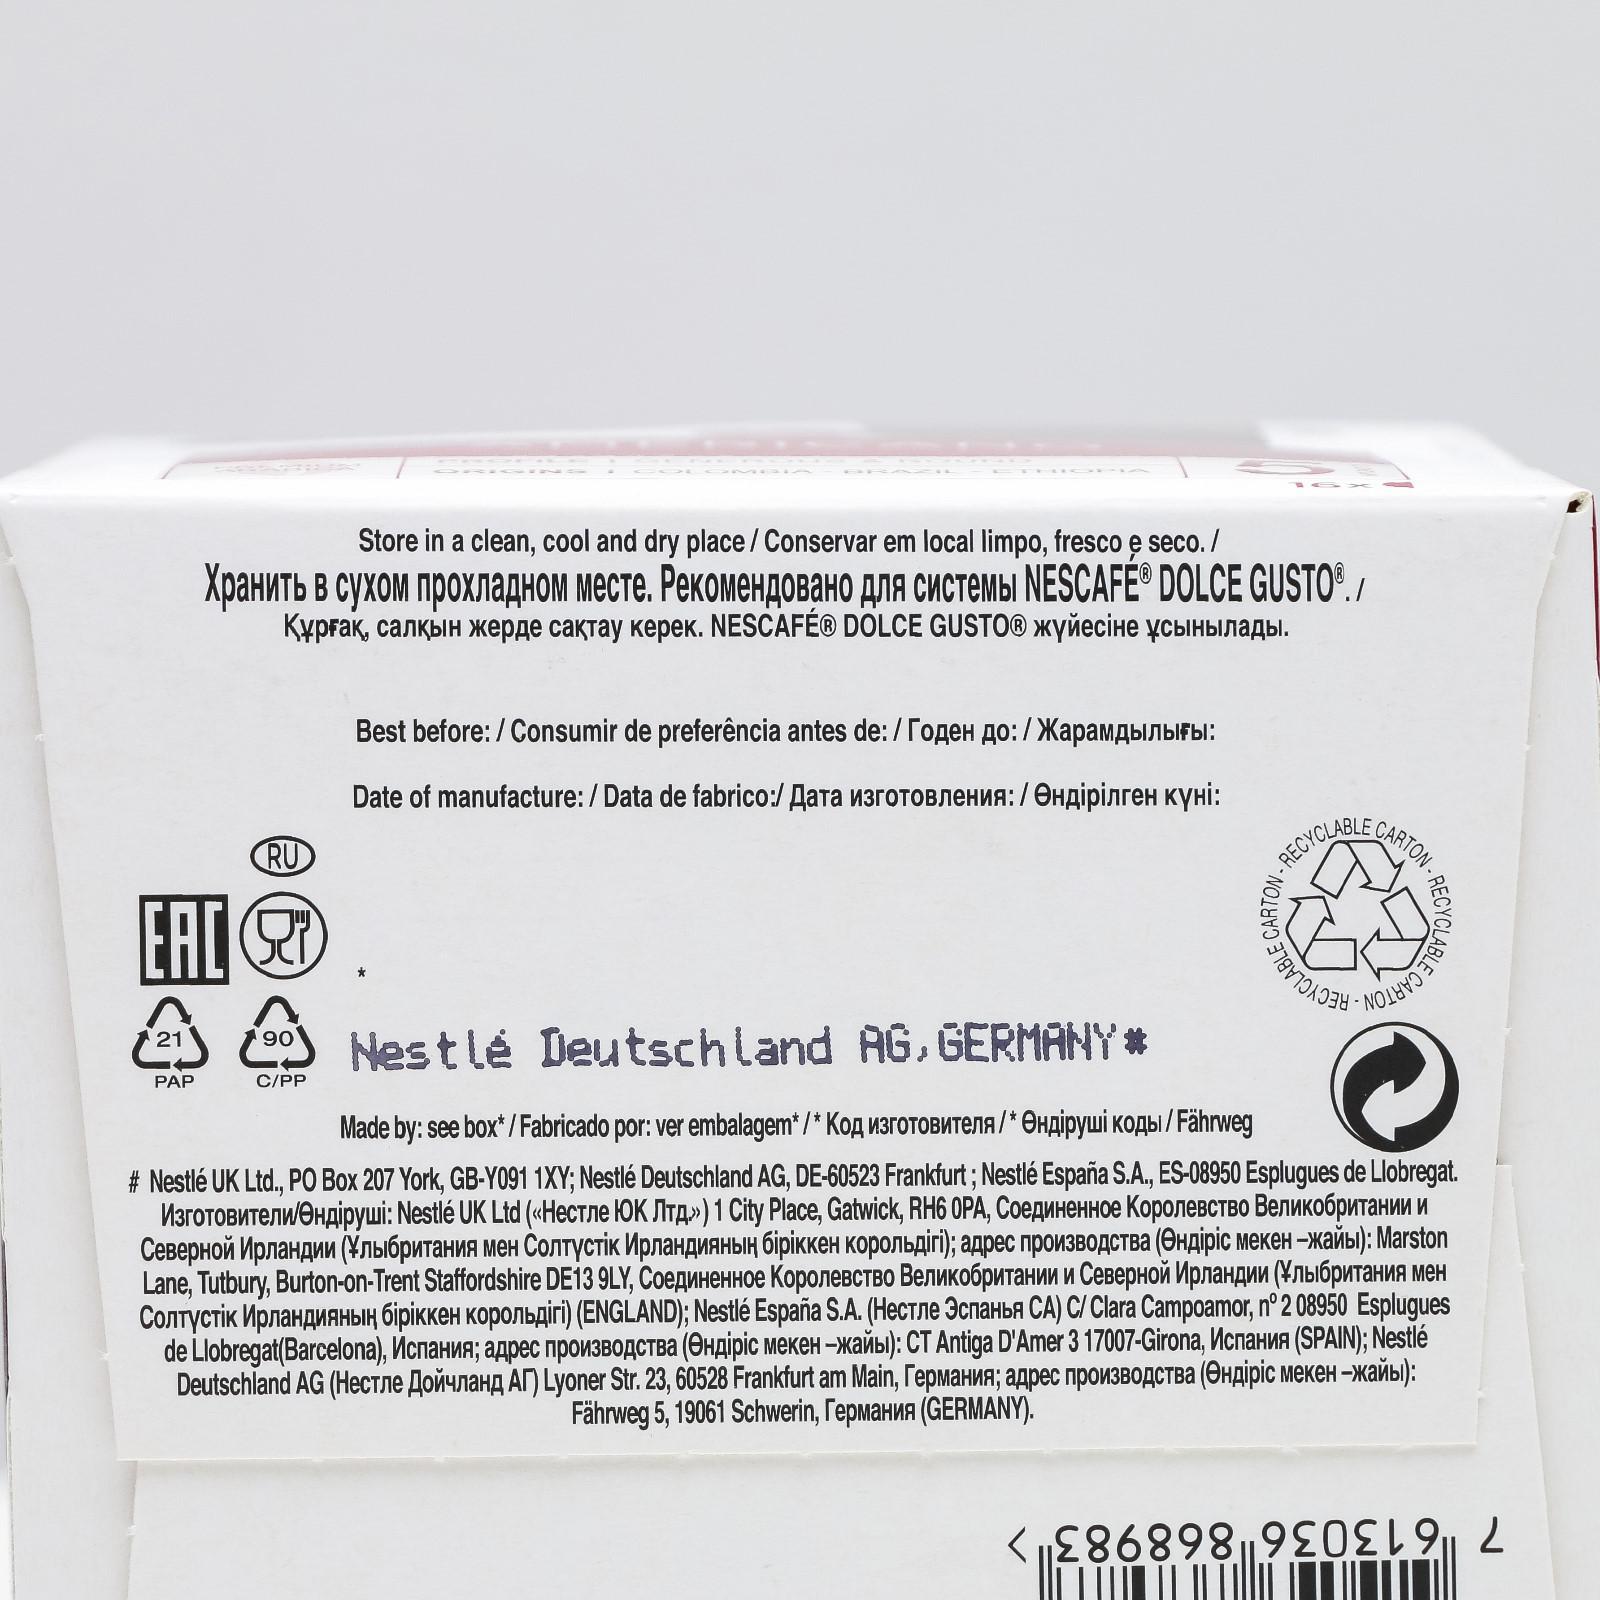 ORIGINS | COLOMBIA - BRAZIL - ETHIOPIA
5
16 x
Store in a clean, cool and dry place / Conservar em local limpo, fresco e seco. /
Хранить в сухом прохладном месте. Рекомендовано для системы NESCAFÉ® DOLCE GUSTO®. /
Құрғақ, салқын жерде сақтау керек. NESCAFÉ® DOLCE GUSTO® жүйесіне ұсынылады.
Best before: / Consumir de preferência antes de: / Годен до: / Жарамдылығы:
Date of manufacture: / Data de fabrico:/ Дата изготовления: / Өндірілген күні:
RU
EAC
*
21
PAP
90
C/PP
RECYCLABLE CARTON - RECYCLABLE CARTON - RECYCLABLE CARTON -
Nestlé Deutschland AG,GERMANY#
Made by: see box* / Fabricado por: ver embalagem* / * Код изготовителя / * Өндіруші коды / Fährweg
# Nestlé UK Ltd., PO Box 207 York, GB-Y091 1XY; Nestlé Deutschland AG, DE-60523 Frankfurt ; Nestlé España S.A., ES-08950 Esplugues de Llobregat.
Изготовители/Өндіруші: Nestlé UK Ltd («Нестле ЮК Лтд.») 1 City Place, Gatwick, RH6 0PA, Соединенное Королевство Великобритании и
Северной Ирландии (Ұлыбритания мен Солтүстік Ирландияның біріккен корольдігі); адрес производства (Өндіріс мекен –жайы): Marston
Lane, Tutbury, Burton-on-Trent Staffordshire DE13 9LY, Соединенное Королевство Великобритании и Северной Ирландии (Ұлыбритания мен
Солтүстік Ирландияның біріккен корольдігі) (ENGLAND); Nestlé España S.A. (Нестле Эспанья СА) C/ Clara Campoamor, nº 2 08950 Esplugues
de Llobregat(Barcelona), Испания; адрес производства (Өндіріс мекен –жайы): CT Antiga D'Amer 3 17007-Girona, Испания (SPAIN); Nestlé
Deutschland AG (Нестле Дойчланд АГ) Lyoner Str. 23, 60528 Frankfurt am Main, Германия; адрес производства (Өндіріс мекен –жайы):
Fährweg 5, 19061 Schwerin, Германия (GERMANY).
7 613036 868983 >